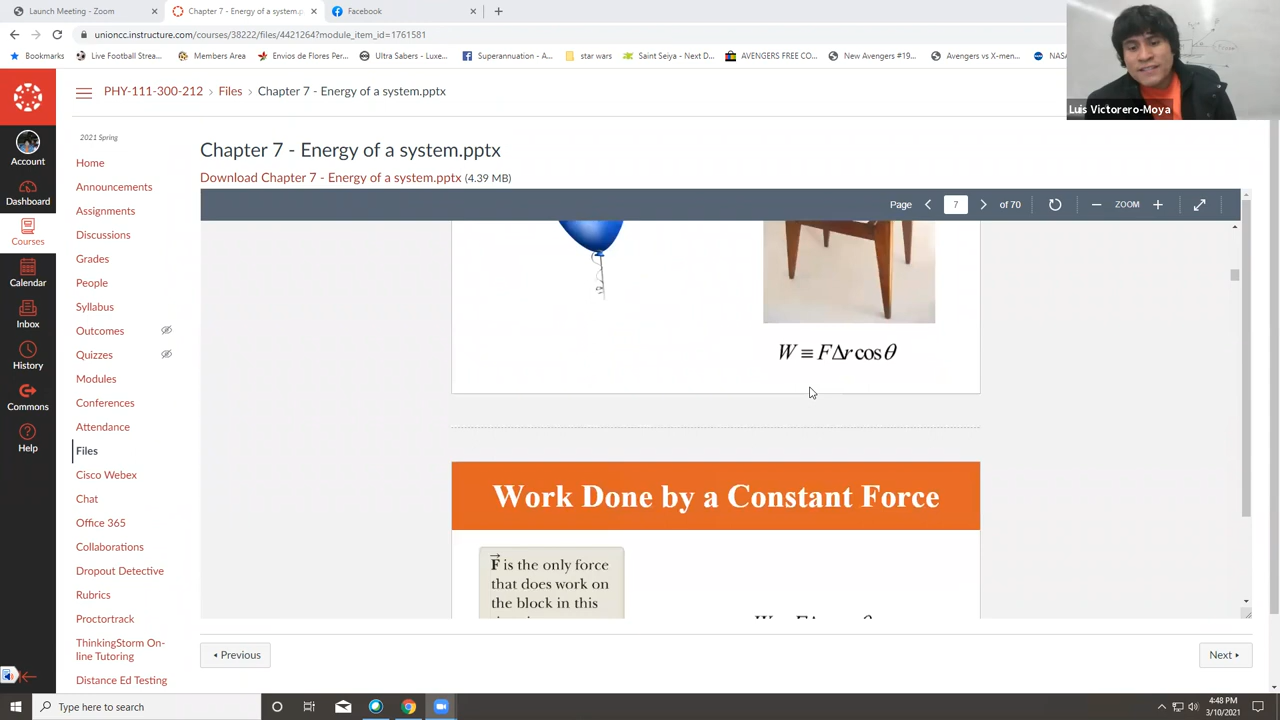 Launch Meeting - Zoom
Chapter 7 - Energy of a system.p
Facebook
unioncc.instructure.com/courses/38222/files/4421264?module_item_id=1761581
Bookmarks
Live Football Strea...
Members Area
Envios de Flores Per...
Ultra Sabers - Luxe...
Superannuation...
star wars
Saint Seiya - Next D...
AVENGERS FREE CO...
New Avengers #19...
Avengers vs X-men...
NAS
Luis Victorero-Moya
PHY-111-300-212 › Files › Chapter 7 - Energy of a system.pptx
2021 Spring
Account
Dashboard
Courses
Calendar
Inbox
History
Commons
Help
Home
Announcements
Assignments
Discussions
Grades
People
Syllabus
Outcomes
Quizzes
Modules
Conferences
Attendance
Files
Cisco Webex
Chat
Office 365
Collaborations
Dropout Detective
Rubrics
Proctortrack
ThinkingStorm On-
line Tutoring
Distance Ed Testing
Chapter 7 - Energy of a system.pptx
Download Chapter 7 - Energy of a system.pptx (4.39 MB)
Page 7 of 70 ZOOM
W ≡ FΔr cos θ
Work Done by a Constant Force
F is the only force
that does work on
the block in this
Previous
Next
Type here to search
4:48 PM
3/10/2021